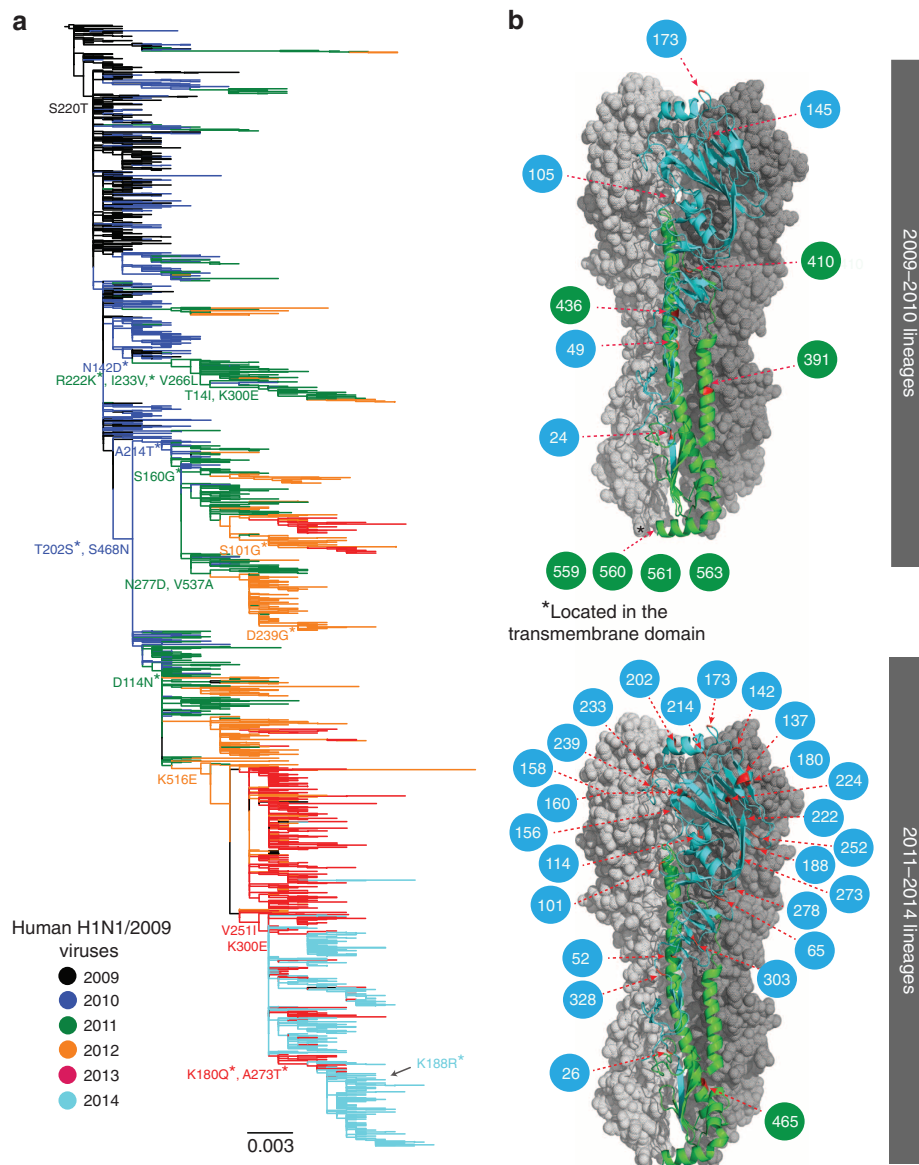 a
S220T
N142D*
R222K*, I233V,* V266L
T14I, K300E
A214T*
S160G*
T202S*, S468N
S101G*
N277D, V537A
D239G*
D114N*
K516E
V251I
K300E
K180Q*, A273T*
K188R*
Human H1N1/2009
viruses
2009
2010
2011
2012
2013
2014
0.003
b
173
145
105
410
436
49
391
24
559
560
561
563
*
*Located in the
transmembrane domain
2009–2010 lineages
202
173
142
233
214
137
239
180
158
224
160
222
156
252
114
188
101
273
278
65
52
303
328
26
465
2011–2014 lineages